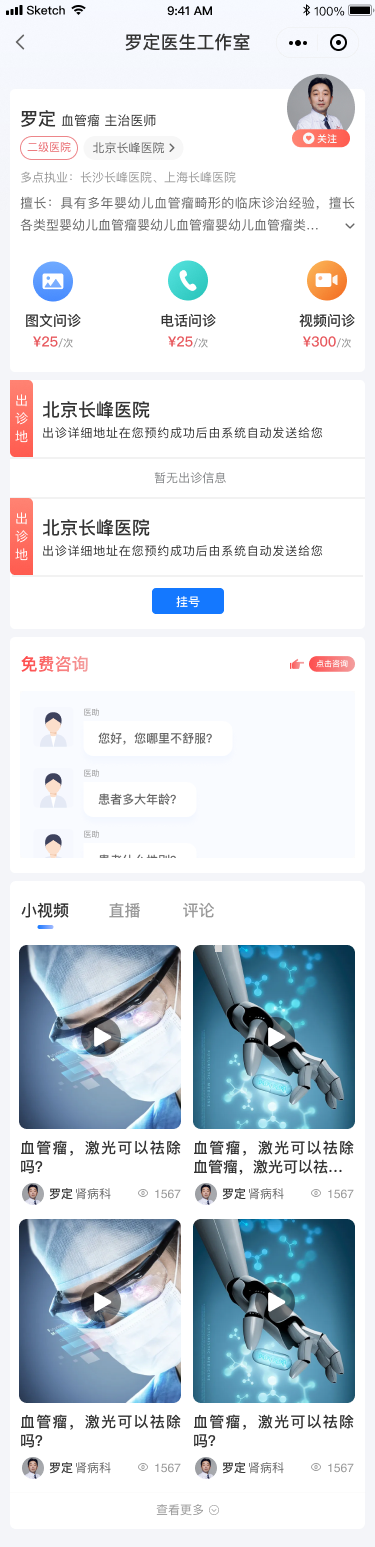 Sketch
9:41 AM
100%
罗定医生工作室
罗定 血管瘤 主治医师
关注
二级医院
北京长峰医院
多点执业：长沙长峰医院、上海长峰医院
擅长：具有多年婴幼儿血管瘤畸形的临床诊治经验，擅长
各类型婴幼儿血管瘤婴幼儿血管瘤婴幼儿血管瘤类...
图文问诊 电话问诊 视频问诊
¥25/次 ¥25/次 ¥300/次
出诊地
北京长峰医院
出诊详细地址在您预约成功后由系统自动发送给您
暂无出诊信息
出诊地
北京长峰医院
出诊详细地址在您预约成功后由系统自动发送给您
挂号
免费咨询
点击咨询
医助
您好，您哪里不舒服？
医助
患者多大年龄？
医助
小视频 直播 评论
血管瘤，激光可以祛除
吗？
罗定 肾病科 1567
血管瘤，激光可以祛除
血管瘤，激光可以祛...
罗定 肾病科 1567
血管瘤，激光可以祛除
吗？
罗定 肾病科 1567
血管瘤，激光可以祛除
吗？
罗定 肾病科 1567
查看更多